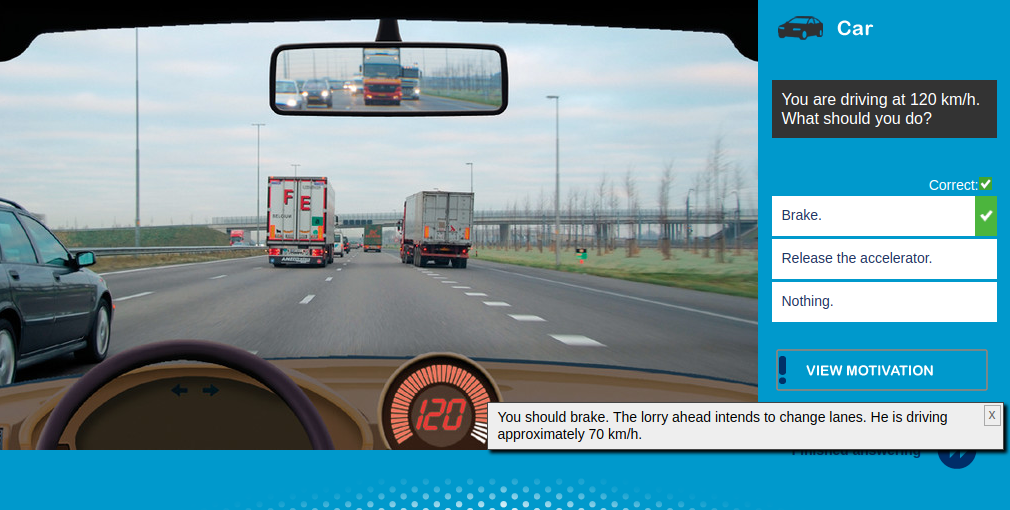 Car
You are driving at 120 km/h.
What should you do?
Correct:
Brake.
Release the accelerator.
Nothing.
VIEW MOTIVATION
F
E
BELGIUM
120
You should brake. The lorry ahead intends to change lanes. He is driving
approximately 70 km/h.
X
Finished answering